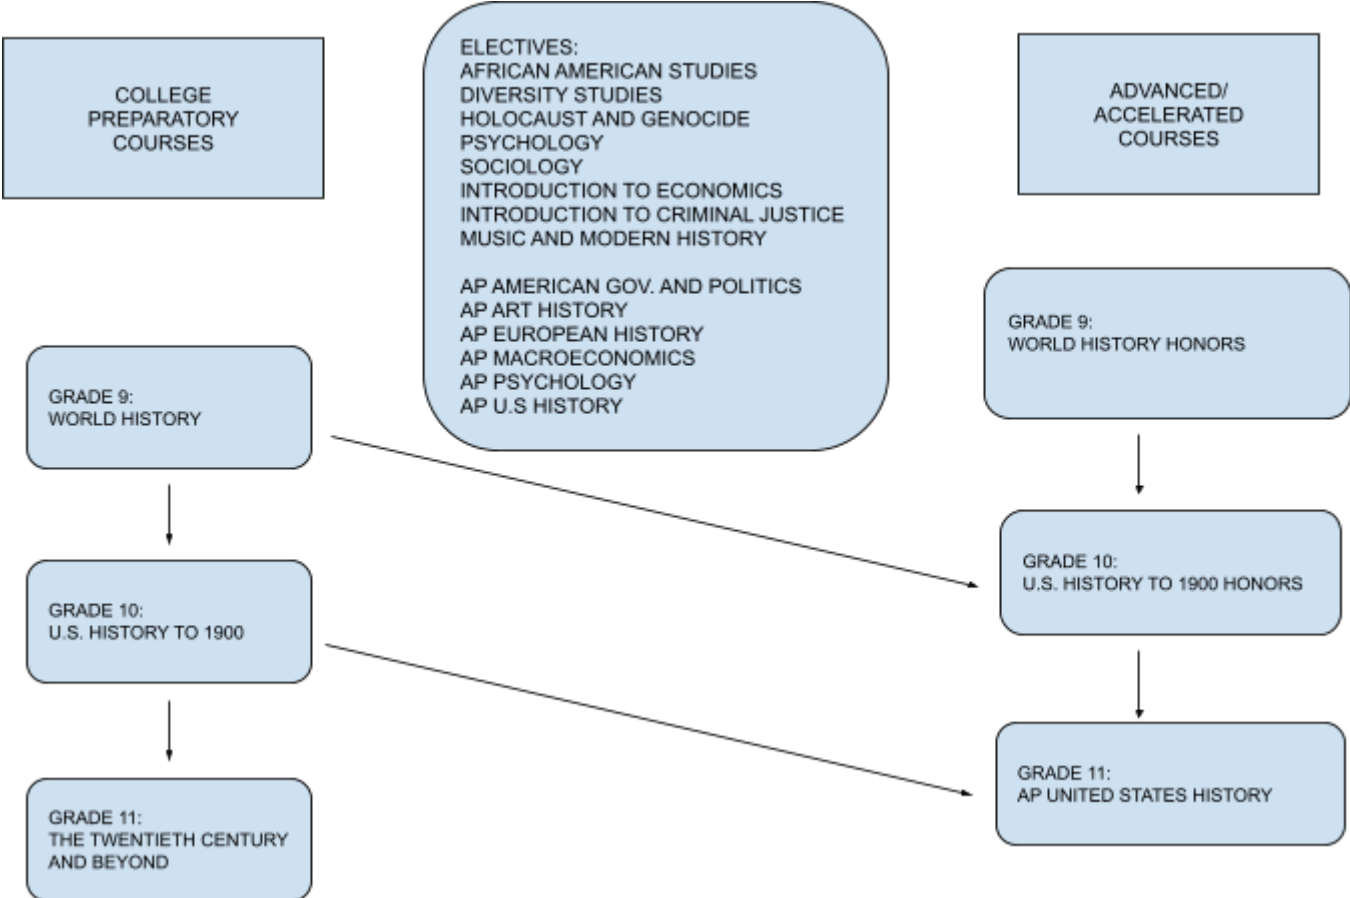 COLLEGE
PREPARATORY
COURSES
ELECTIVES:
AFRICAN AMERICAN STUDIES
DIVERSITY STUDIES
HOLOCAUST AND GENOCIDE
PSYCHOLOGY
SOCIOLOGY
INTRODUCTION TO ECONOMICS
INTRODUCTION TO CRIMINAL JUSTICE
MUSIC AND MODERN HISTORY
AP AMERICAN GOV. AND POLITICS
AP ART HISTORY
AP EUROPEAN HISTORY
AP MACROECONOMICS
AP PSYCHOLOGY
AP U.S HISTORY
ADVANCED/
ACCELERATED
COURSES
GRADE 9:
WORLD HISTORY
GRADE 10:
U.S. HISTORY TO 1900
GRADE 11:
THE TWENTIETH CENTURY
AND BEYOND
GRADE 9:
WORLD HISTORY HONORS
GRADE 10:
U.S. HISTORY TO 1900 HONORS
GRADE 11:
AP UNITED STATES HISTORY